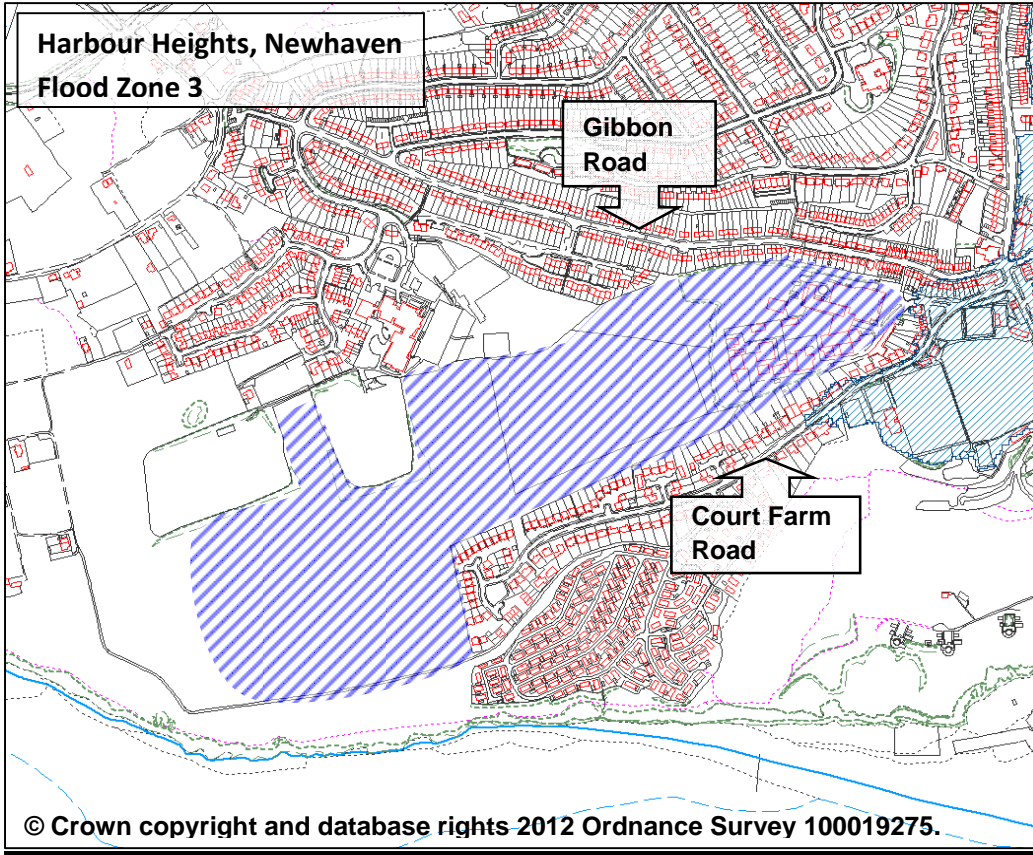 Harbour Heights, Newhaven
Flood Zone 3
Gibbon
Road
Court Farm
Road
© Crown copyright and database rights 2012 Ordnance Survey 100019275.